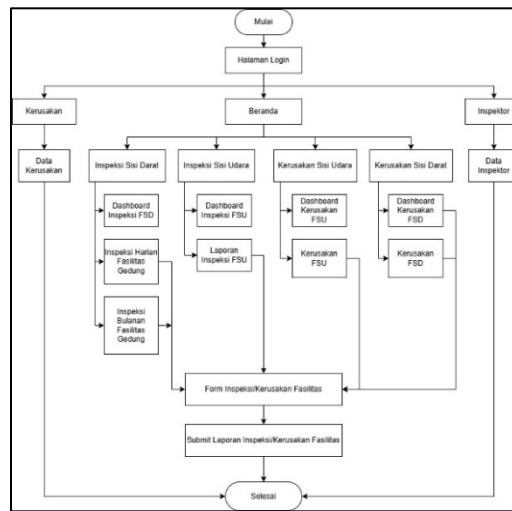 Mulai
Halaman Login
Kerusakan
Beranda
Inspektor
Data
Kerusakan
Inspeksi Sisi Darat
Inspeksi Sisi Udara
Kerusakan Sisi Udara
Kerusakan Sisi Darat
Data
Inspektor
Dashboard
Inspeksi FSD
Dashboard
Inspeksi FSU
Dashboard
Kerusakan
FSU
Dashboard
Kerusakan
FSD
Inspeksi Harian
Fasilitas
Gedung
Laporan
Inspeksi FSU
Kerusakan
FSU
Kerusakan
FSD
Inspeksi
Bulanan
Fasilitas
Gedung
Form Inspeksi/Kerusakan Fasilitas
Submit Laporan Inspeksi/Kerusakan Fasilitas
Selesai